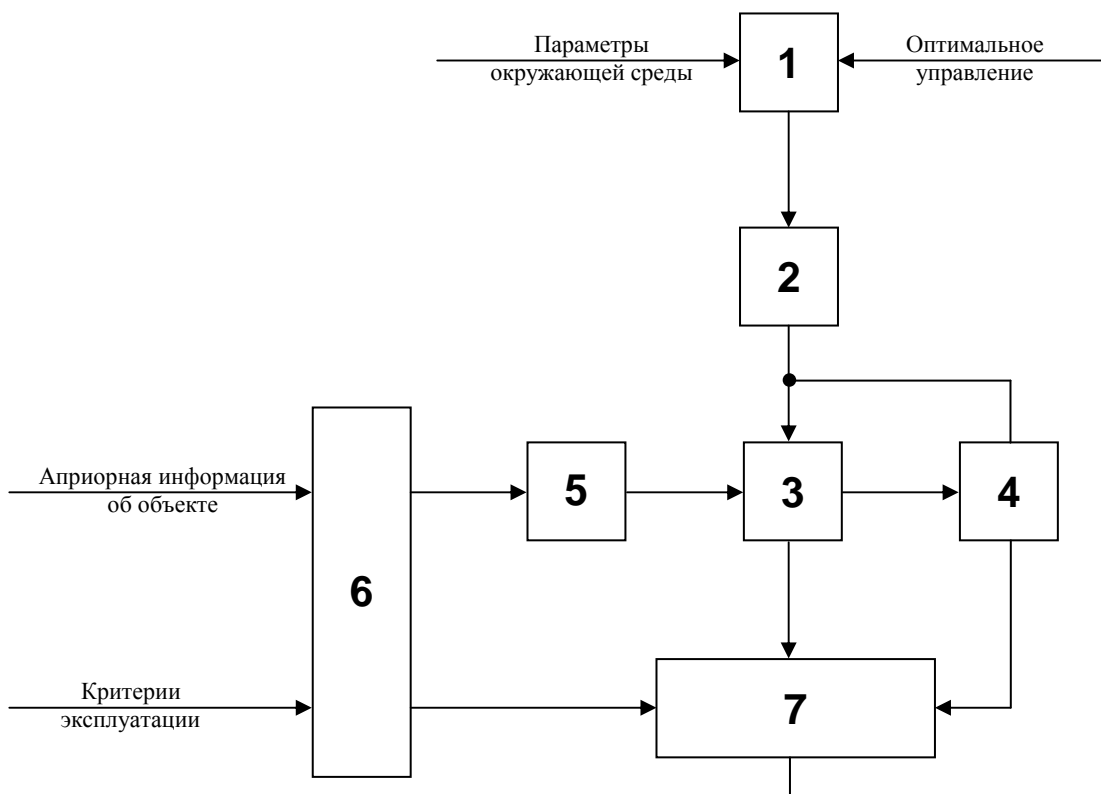 Параметры
окружающей среды
1
Оптимальное
управление
2
Априорная информация
об объекте
5
3
4
6
Критерии
эксплуатации
7